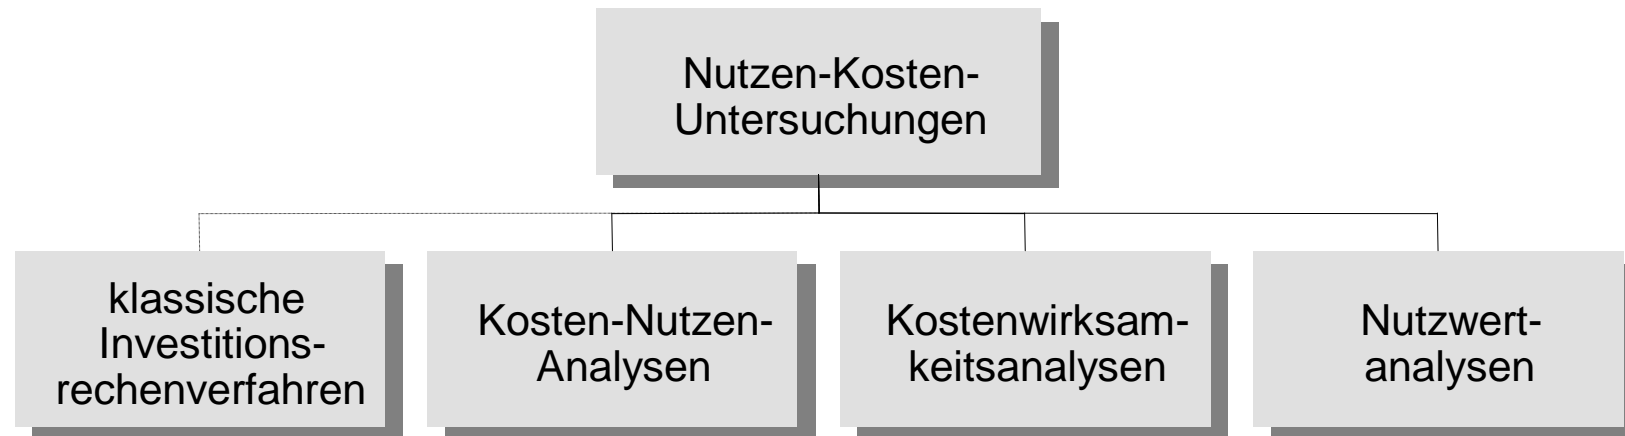 Nutzen-Kosten-
Untersuchungen
klassische
Investitions-
rechenverfahren
Kosten-Nutzen-
Analysen
Kostenwirksam-
keitsanalysen
Nutzwert-
analysen